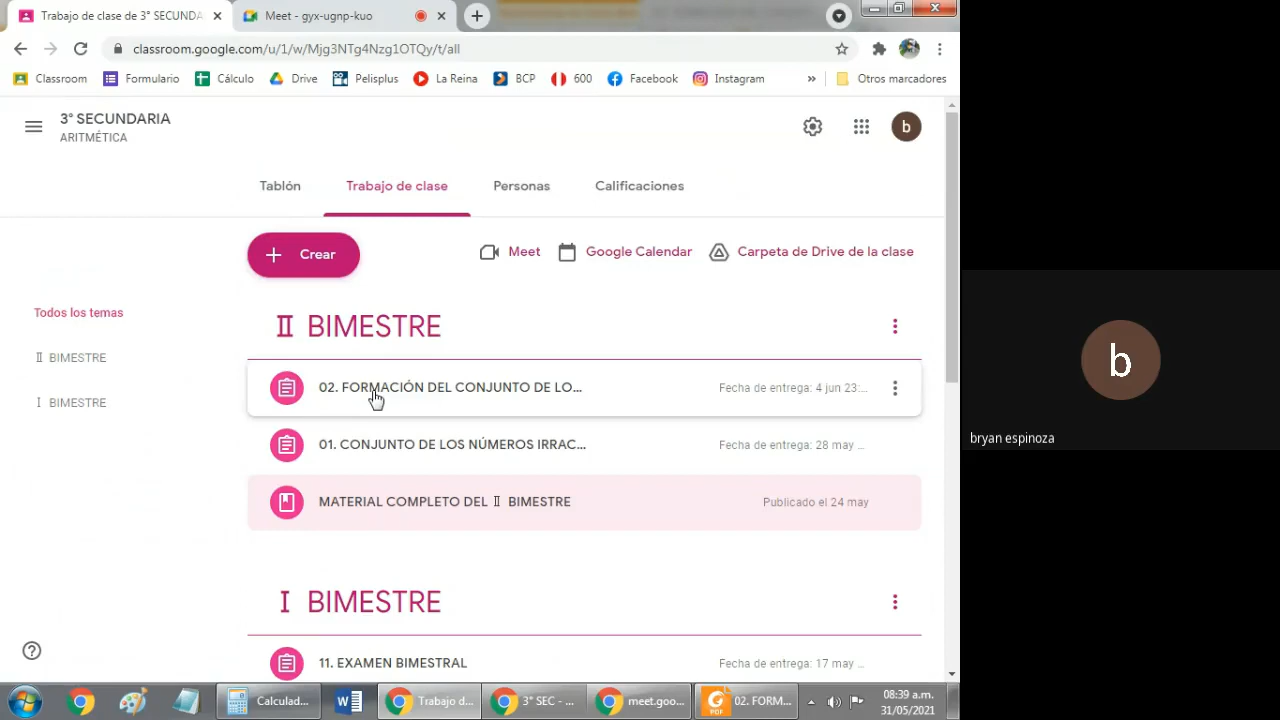 Trabajo de clase de 3° SECUNDA
Meet - gyx-ugnp-kuo
classroom.google.com/u/1/w/Mjg3NTg4Nzg1OTQy/t/all
Classroom
Formulario
Cálculo
Drive
Pelisplus
La Reina
BCP
600
Facebook
Instagram
»
Otros marcadores
3° SECUNDARIA
ARITMÉTICA
b
Tablón
Trabajo de clase
Personas
Calificaciones
+ Crear
Meet
Google Calendar
Carpeta de Drive de la clase
Todos los temas
II BIMESTRE
I BIMESTRE
II BIMESTRE
02. FORMACIÓN DEL CONJUNTO DE LO...
Fecha de entrega: 4 jun 23:...
01. CONJUNTO DE LOS NÚMEROS IRRAC...
Fecha de entrega: 28 may ...
MATERIAL COMPLETO DEL II BIMESTRE
Publicado el 24 may
I BIMESTRE
11. EXAMEN BIMESTRAL
Fecha de entrega: 17 may ...
b
bryan espinoza
Calculad...
Trabajo d...
3° SEC - ...
meet.goo...
PDF
02. FORM...
08:39 a.m.
31/05/2021